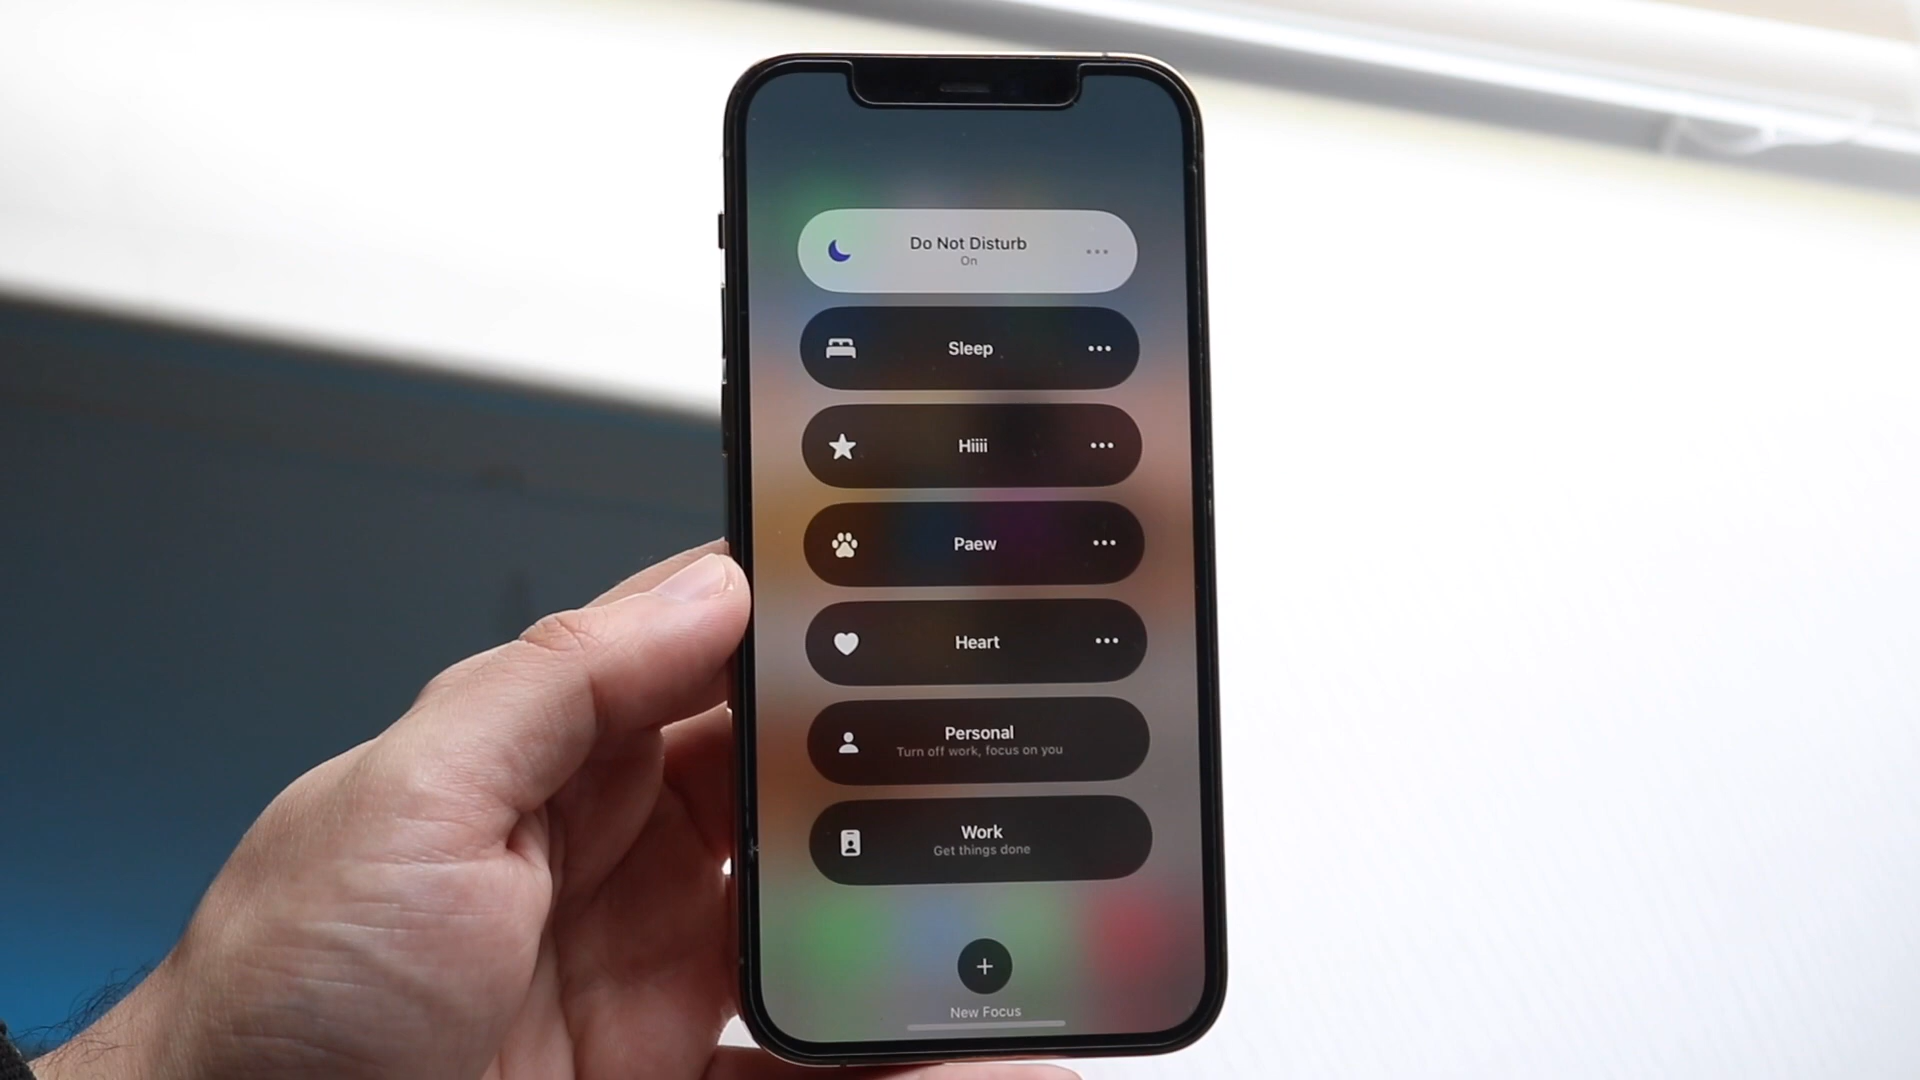 Do Not Disturb
On
Sleep
Hiiii
Paew
Heart
Personal
Turn off work, focus on you
Work
Get things done
New Focus